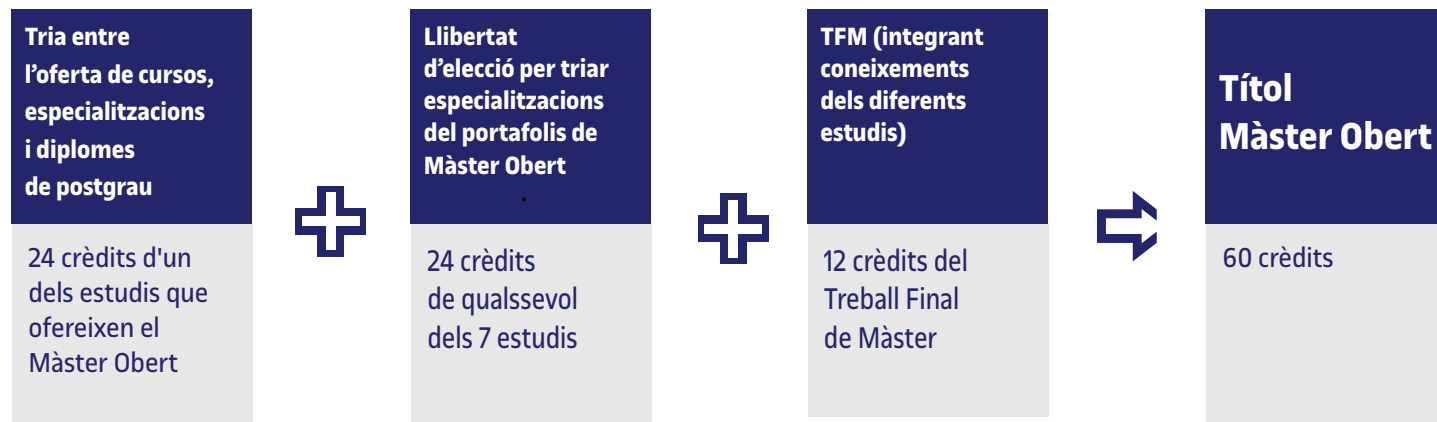 Tria entre
l’oferta de cursos,
especialitzacions
i diplomes
de postgrau
24 crèdits d'un
dels estudis que
ofereixen el
Màster Obert
Llibertat
d’elecció per triar
especialitzacions
del portafolis de
Màster Obert
.
24 crèdits
de qualssevol
dels 7 estudis
TFM (integrant
coneixements
dels diferents
estudis)
12 crèdits del
Treball Final
de Màster
Títol
Màster Obert
60 crèdits